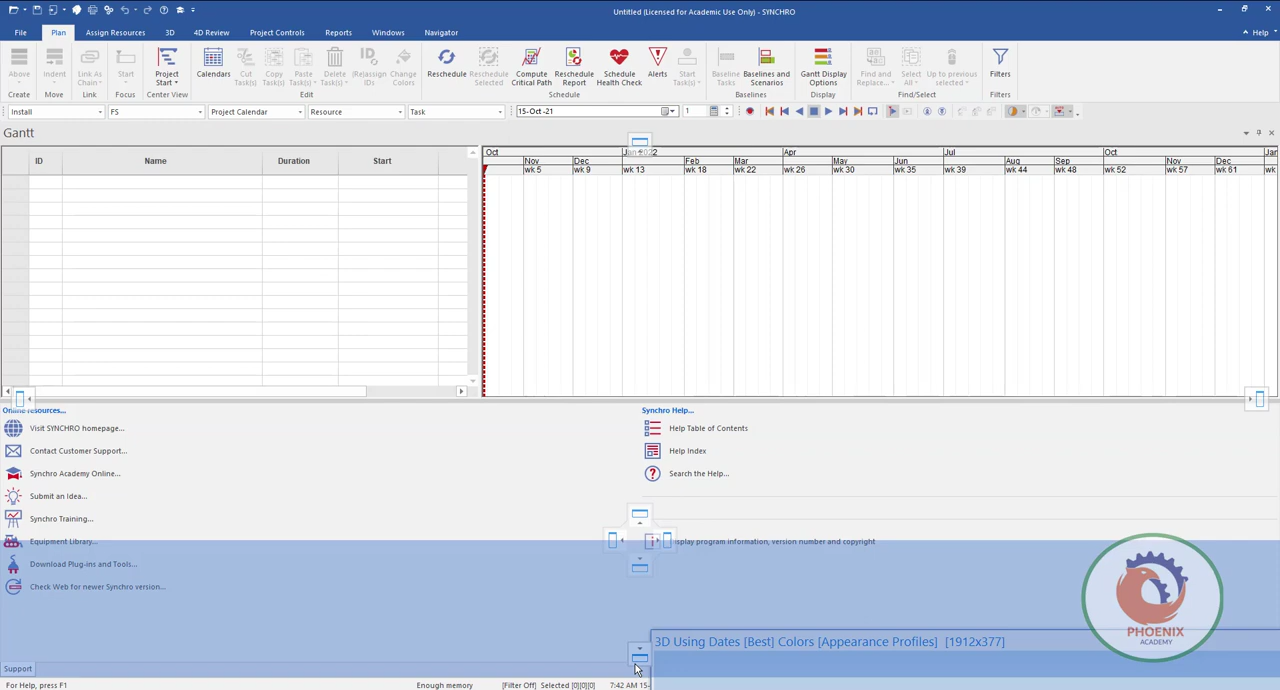 Untitled (Licensed for Academic Use Only) - SYNCHRO
File Plan Assign Resources 3D 4D Review Project Controls Reports Windows Navigator Help
Above Indent Link As Chain Start Project Start Calendars Cut Task(s) Copy Task(s) Paste Task(s) Delete Task(s) (Re)assign IDs Change Colors Reschedule Reschedule Selected Compute Critical Path Reschedule Report Schedule Health Check Alerts Start Task(s) Baseline Tasks Baselines and Scenarios Gantt Display Options Find and Replace... Select All Up to previous selected Filters
Create Move Link Focus Center View Edit Schedule Baselines Display Find/Select Filters
Install FS Project Calendar Resource Task 15-Oct -21 1
Gantt
ID Name Duration Start
Oct Jan 2022 Apr Jul Oct Jan
Nov Dec Feb Mar May Jun Aug Sep Nov Dec
wk 5 wk 9 wk 13 wk 18 wk 22 wk 26 wk 30 wk 35 wk 39 wk 44 wk 48 wk 52 wk 57 wk 61 wk
Online resources... Synchro Help...
Visit SYNCHRO homepage... Help Table of Contents
Contact Customer Support... Help Index
Synchro Academy Online... Search the Help...
Submit an Idea...
Synchro Training...
Equipment Library... Display program information, version number and copyright
Download Plug-ins and Tools...
Check Web for newer Synchro version...
PHOENIX
ACADEMY
3D Using Dates [Best] Colors [Appearance Profiles] [1912x377]
Support
For Help, press F1 Enough memory [Filter Off] Selected [0][0][0] 7:42 AM 15-